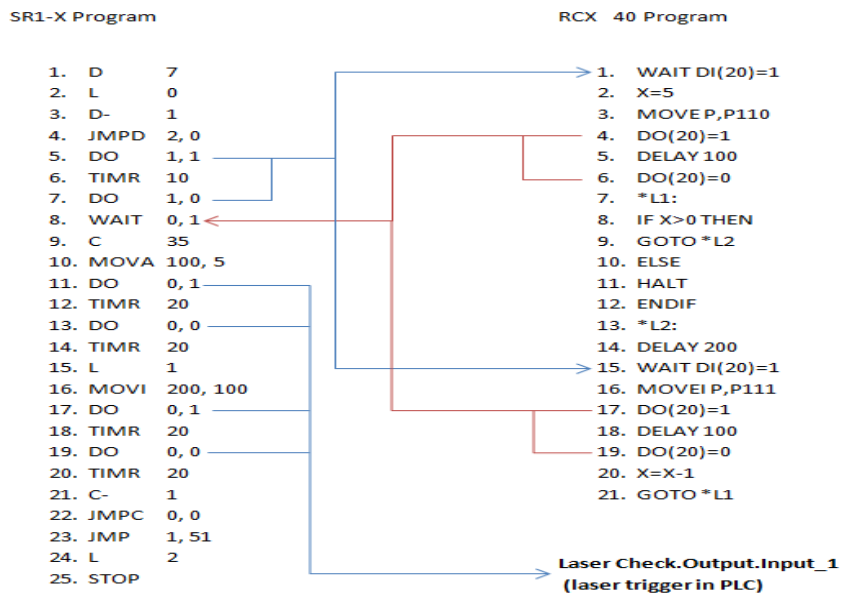 SR1-X Program
1. D 7
2. L 0
3. D- 1
4. JMPD 2, 0
5. DO 1, 1
6. TIMR 10
7. DO 1, 0
8. WAIT 0, 1
9. C 35
10. MOVA 100, 5
11. DO 0, 1
12. TIMR 20
13. DO 0, 0
14. TIMR 20
15. L 1
16. MOVI 200, 100
17. DO 0, 1
18. TIMR 20
19. DO 0, 0
20. TIMR 20
21. C- 1
22. JMPC 0, 0
23. JMP 1, 51
24. L 2
25. STOP
RCX 40 Program
1. WAIT DI(20)=1
2. X=5
3. MOVE P,P110
4. DO(20)=1
5. DELAY 100
6. DO(20)=0
7. *L1:
8. IF X>0 THEN
9. GOTO *L2
10. ELSE
11. HALT
12. ENDIF
13. *L2:
14. DELAY 200
15. WAIT DI(20)=1
16. MOVEI P,P111
17. DO(20)=1
18. DELAY 100
19. DO(20)=0
20. X=X-1
21. GOTO *L1
Laser Check.Output.Input_1
(laser trigger in PLC)